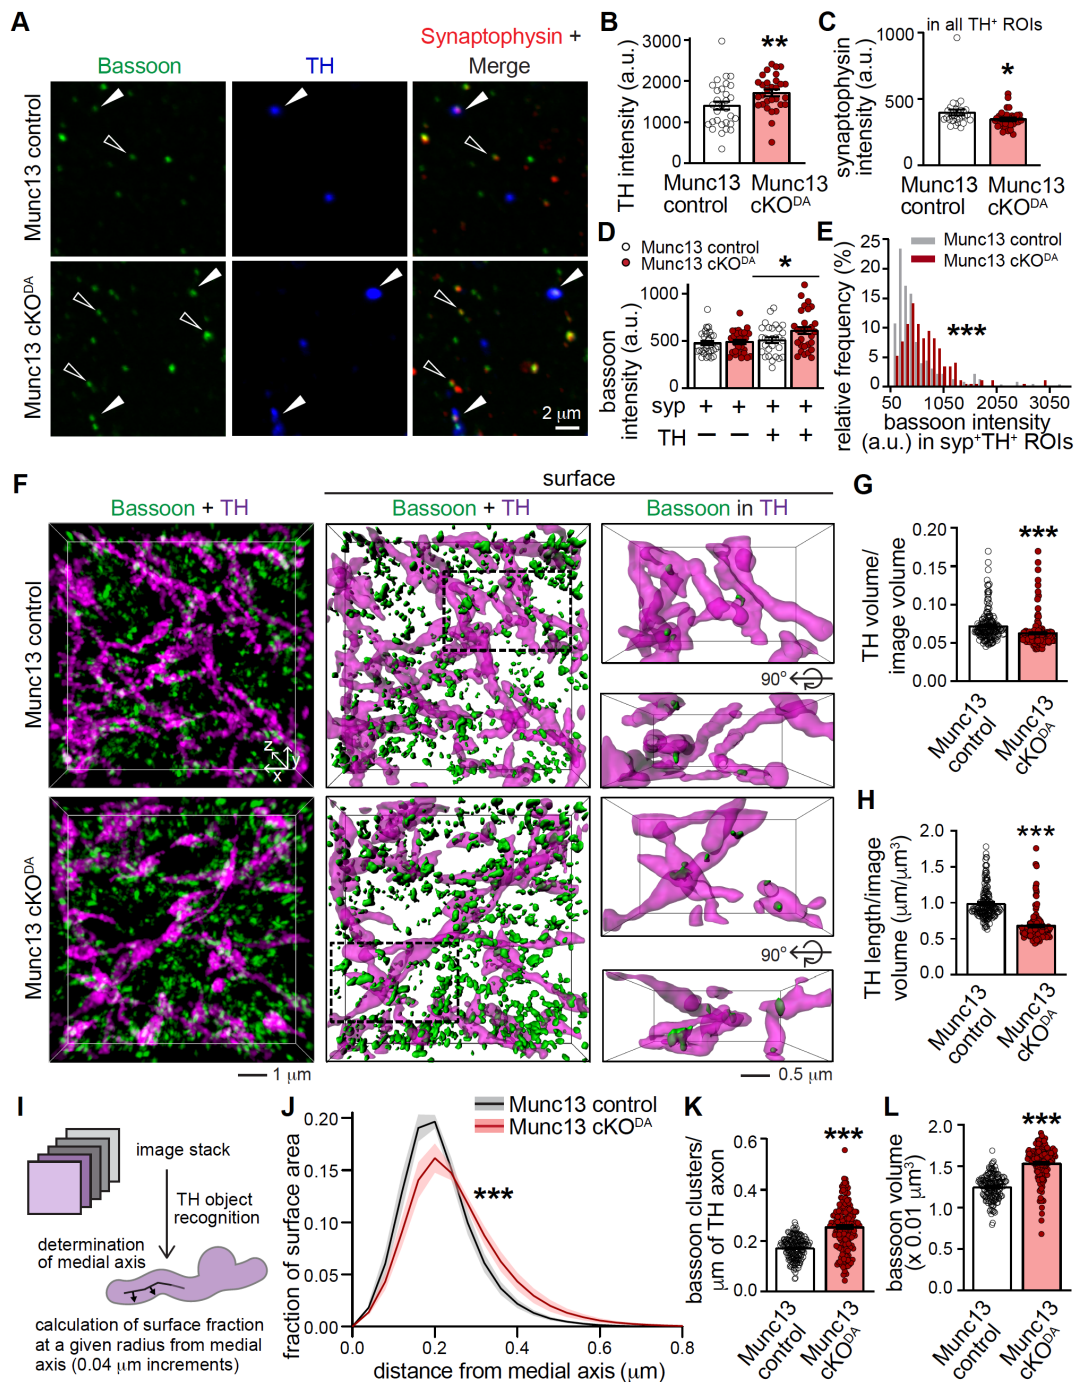 A
Bassoon
TH
Synaptophysin +
Merge
Munc13 control
Munc13 cKOᴰᴬ
2 μm
B
TH intensity (a.u.)
3000
2000
1000
0
**
Munc13
control
Munc13
cKOᴰᴬ
C
in all TH⁺ ROIs
synaptophysin
intensity (a.u.)
1000
500
0
*
Munc13
control
Munc13
cKOᴰᴬ
D
Munc13 control
Munc13 cKOᴰᴬ
*
bassoon
intensity (a.u.)
1000
500
0
syp + + + +
TH − − + +
E
Munc13 control
Munc13 cKOᴰᴬ
relative frequency (%)
25
20
15
10
5
0
***
50 1050 2050 3050
bassoon intensity
(a.u.) in syp⁺TH⁺ ROIs
F
surface
Bassoon + TH
Bassoon + TH
Bassoon in TH
Munc13 control
z
y
x
90°
Munc13 cKOᴰᴬ
90°
1 μm
0.5 μm
G
TH volume/
image volume
0.20
0.15
0.10
0.05
0.00
***
Munc13
control
Munc13
cKOᴰᴬ
H
TH length/image
volume (μm/μm³)
2.0
1.5
1.0
0.5
0.0
***
Munc13
control
Munc13
cKOᴰᴬ
I
image stack
TH object
recognition
determination
of medial axis
calculation of surface fraction
at a given radius from medial
axis (0.04 μm increments)
J
Munc13 control
Munc13 cKOᴰᴬ
fraction of surface area
0.20
0.15
0.10
0.05
0.00
***
0.0 0.2 0.4 0.6 0.8
distance from medial axis (μm)
K
bassoon clusters/
μm of TH axon
0.6
0.4
0.2
0.0
***
Munc13
control
Munc13
cKOᴰᴬ
L
bassoon volume
(x 0.01 μm³)
2.0
1.5
1.0
0.5
0.0
***
Munc13
control
Munc13
cKOᴰᴬ